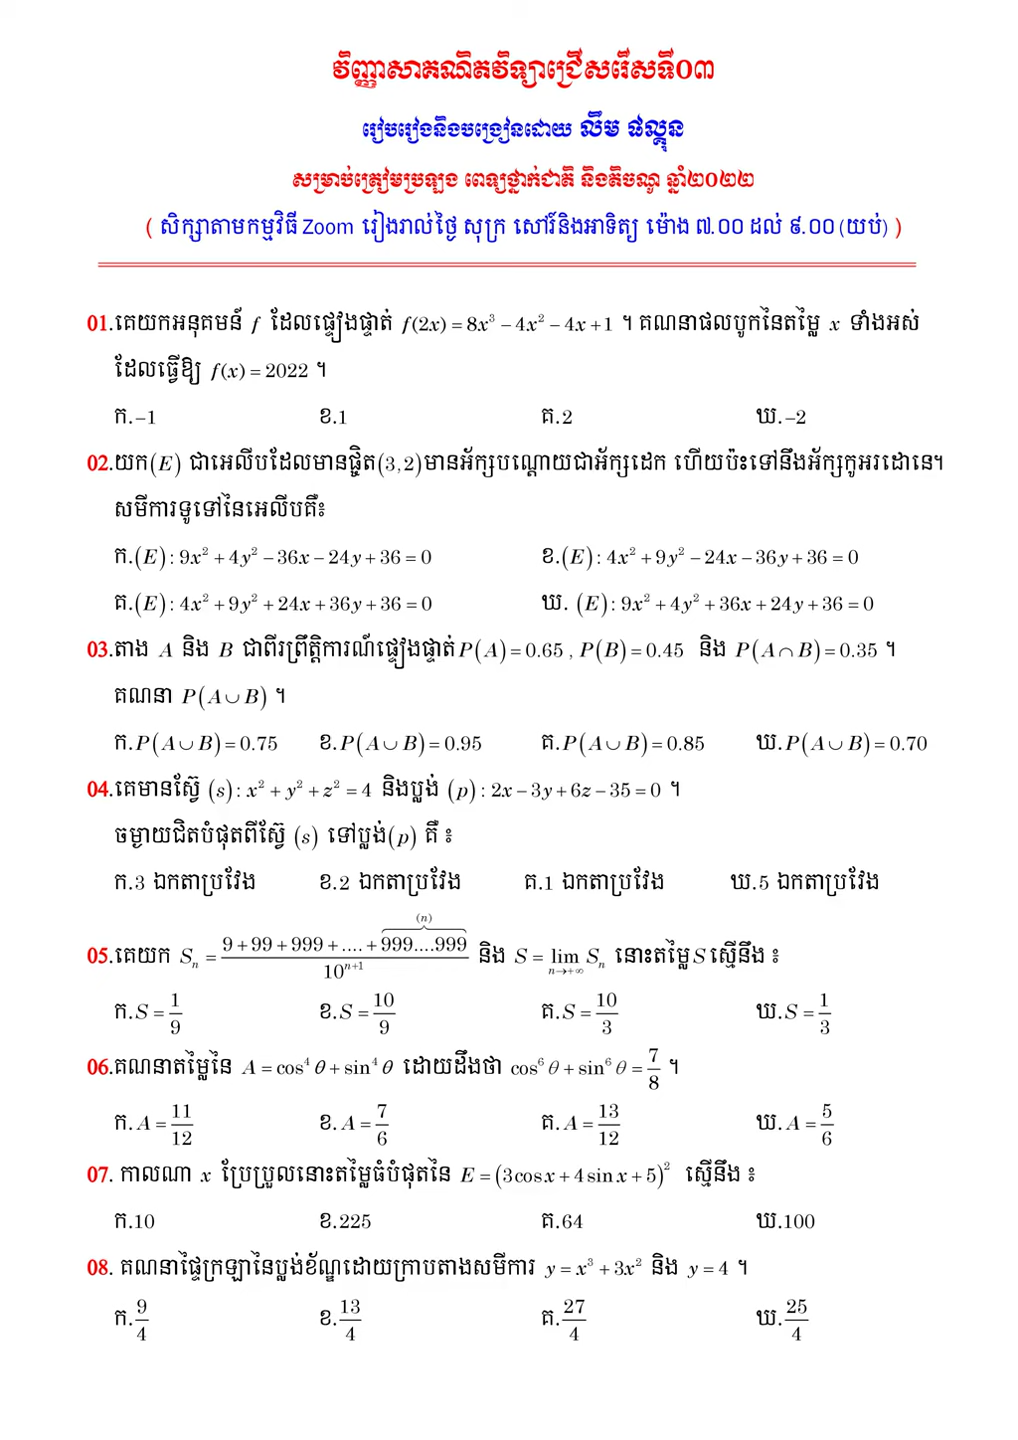 វិញ្ញាសាគណិតវិទ្យាជ្រើសរើសទី០៣
រៀបរៀងនិងបង្រៀនដោយ លឹម ផល្គុន
សម្រាប់ត្រៀមប្រឡង ពេទ្យថ្នាក់ជាតិ និងតិចណូ ឆ្នាំ២០២២
( សិក្សាតាមកម្មវិធី Zoom រៀងរាល់ថ្ងៃ សុក្រ សៅរ៍និងអាទិត្យ ម៉ោង ៧.០០ ដល់ ៩.០០ (យប់) )
01.គេយកអនុគមន៍ f ដែលផ្ទៀងផ្ទាត់ f(2x) = 8x³ − 4x² − 4x + 1 ។ គណនាផលបូកនៃតម្លៃ x ទាំងអស់
ដែលធ្វើឱ្យ f(x) = 2022 ។
ក.−1 ខ.1 គ.2 ឃ.−2
02.យក(E) ជាអេលីបដែលមានផ្ចិត(3,2)មានអ័ក្សបណ្ដោយជាអ័ក្សដេក ហើយប៉ះទៅនឹងអ័ក្សកូអរដោនេ។
សមីការទូទៅនៃអេលីបគឺ៖
ក.(E) : 9x² + 4y² − 36x − 24y + 36 = 0 ខ.(E) : 4x² + 9y² − 24x − 36y + 36 = 0
គ.(E) : 4x² + 9y² + 24x + 36y + 36 = 0 ឃ. (E) : 9x² + 4y² + 36x + 24y + 36 = 0
03.តាង A និង B ជាពីរព្រឹត្តិការណ៍ផ្ទៀងផ្ទាត់P(A) = 0.65 , P(B) = 0.45 និង P(A∩B) = 0.35 ។
គណនា P(A∪B) ។
ក.P(A∪B) = 0.75 ខ.P(A∪B) = 0.95 គ.P(A∪B) = 0.85 ឃ.P(A∪B) = 0.70
04.គេមានស្វ៊ែ (s) : x² + y² + z² = 4 និងប្លង់ (p) : 2x − 3y + 6z − 35 = 0 ។
ចម្ងាយជិតបំផុតពីស្វ៊ែ (s) ទៅប្លង់(p) គឺ ៖
ក.3 ឯកតាប្រវែង ខ.2 ឯកតាប្រវែង គ.1 ឯកតាប្រវែង ឃ.5 ឯកតាប្រវែង
05.គេយក Sₙ = (9 + 99 + 999 + .... + 999....999 (n)) / 10ⁿ⁺¹ និង S = lim n→+∞ Sₙ នោះតម្លៃS ស្មើនឹង ៖
ក.S = 1/9 ខ.S = 10/9 គ.S = 10/3 ឃ.S = 1/3
06.គណនាតម្លៃនៃ A = cos⁴ θ + sin⁴ θ ដោយដឹងថា cos⁶ θ + sin⁶ θ = 7/8 ។
ក.A = 11/12 ខ.A = 7/6 គ.A = 13/12 ឃ.A = 5/6
07. កាលណា x ប្រែប្រួលនោះតម្លៃធំបំផុតនៃ E = (3cos x + 4sin x + 5)² ស្មើនឹង ៖
ក.10 ខ.225 គ.64 ឃ.100
08. គណនាផ្ទៃក្រឡានៃប្លង់ខ័ណ្ឌដោយក្រាបតាងសមីការ y = x³ + 3x² និង y = 4 ។
ក.9/4 ខ.13/4 គ.27/4 ឃ.25/4